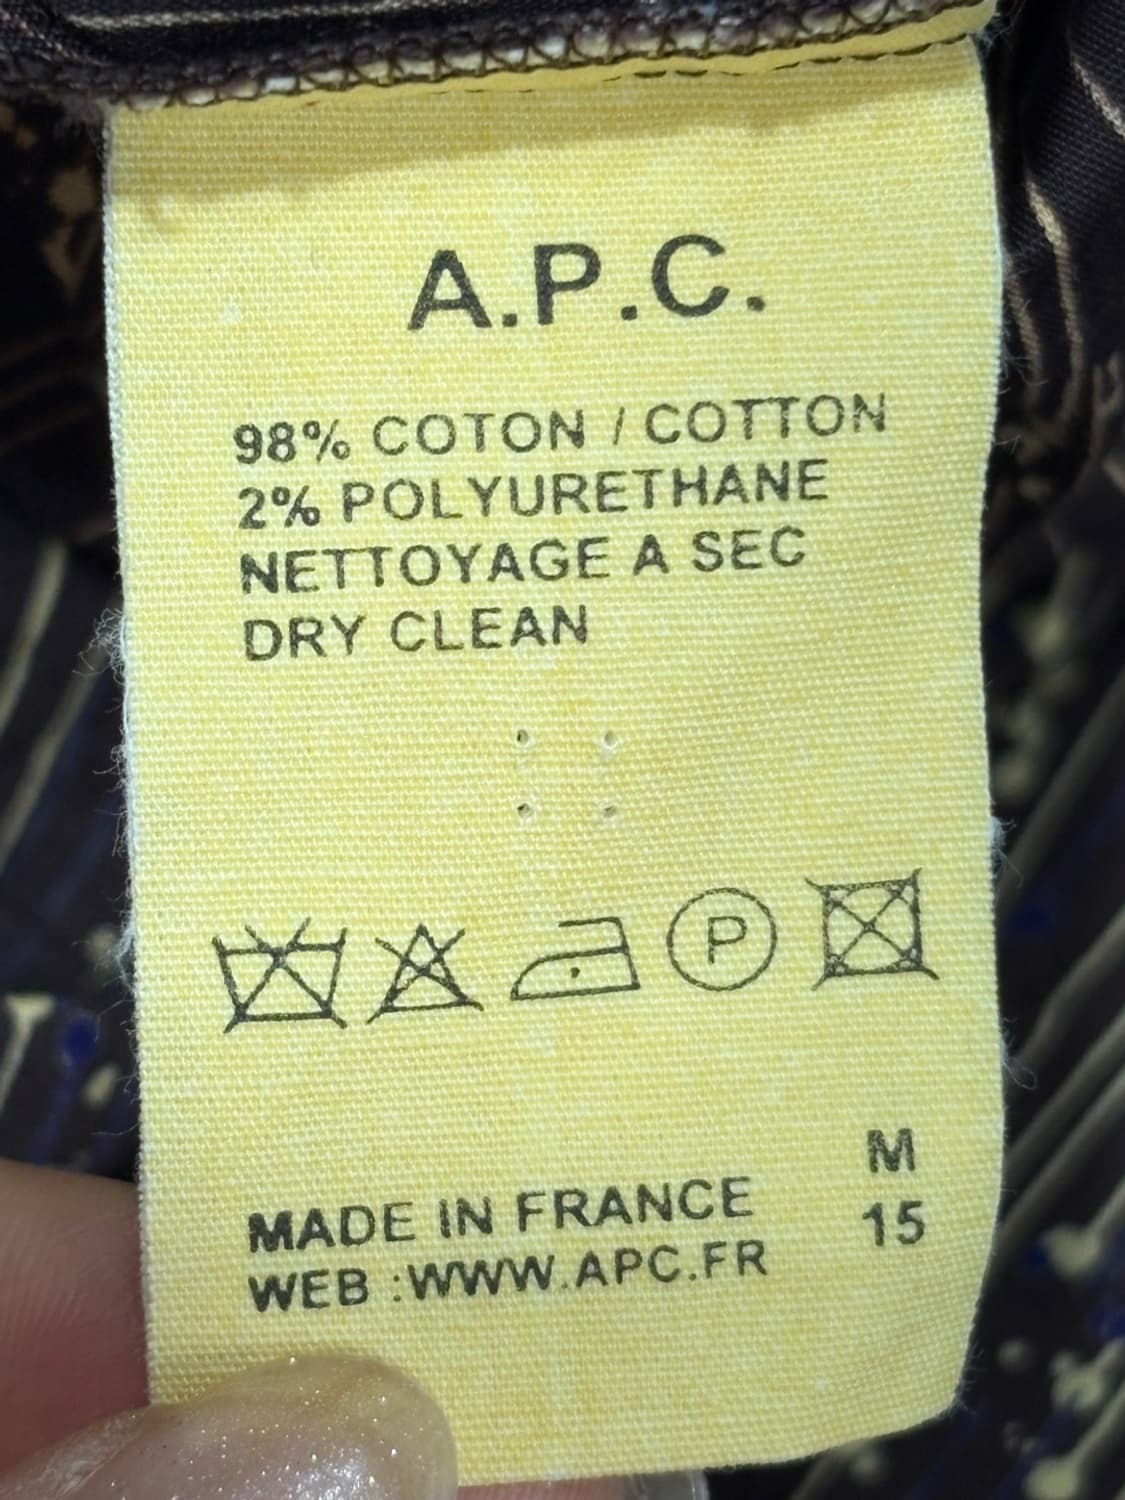 A.P.C.
98% COTON / COTTON
2% POLYURETHANE
NETTOYAGE A SEC
DRY CLEAN
P
M
15
MADE IN FRANCE
WEB :WWW.APC.FR